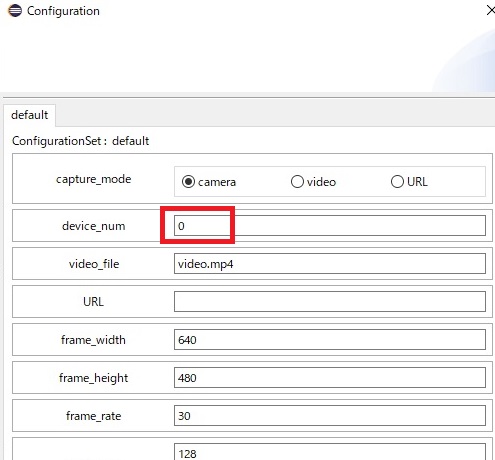 Configuration
default
ConfigurationSet : default
capture_mode camera video URL
device_num 0
video_file video.mp4
URL
frame_width 640
frame_height 480
frame_rate 30
128